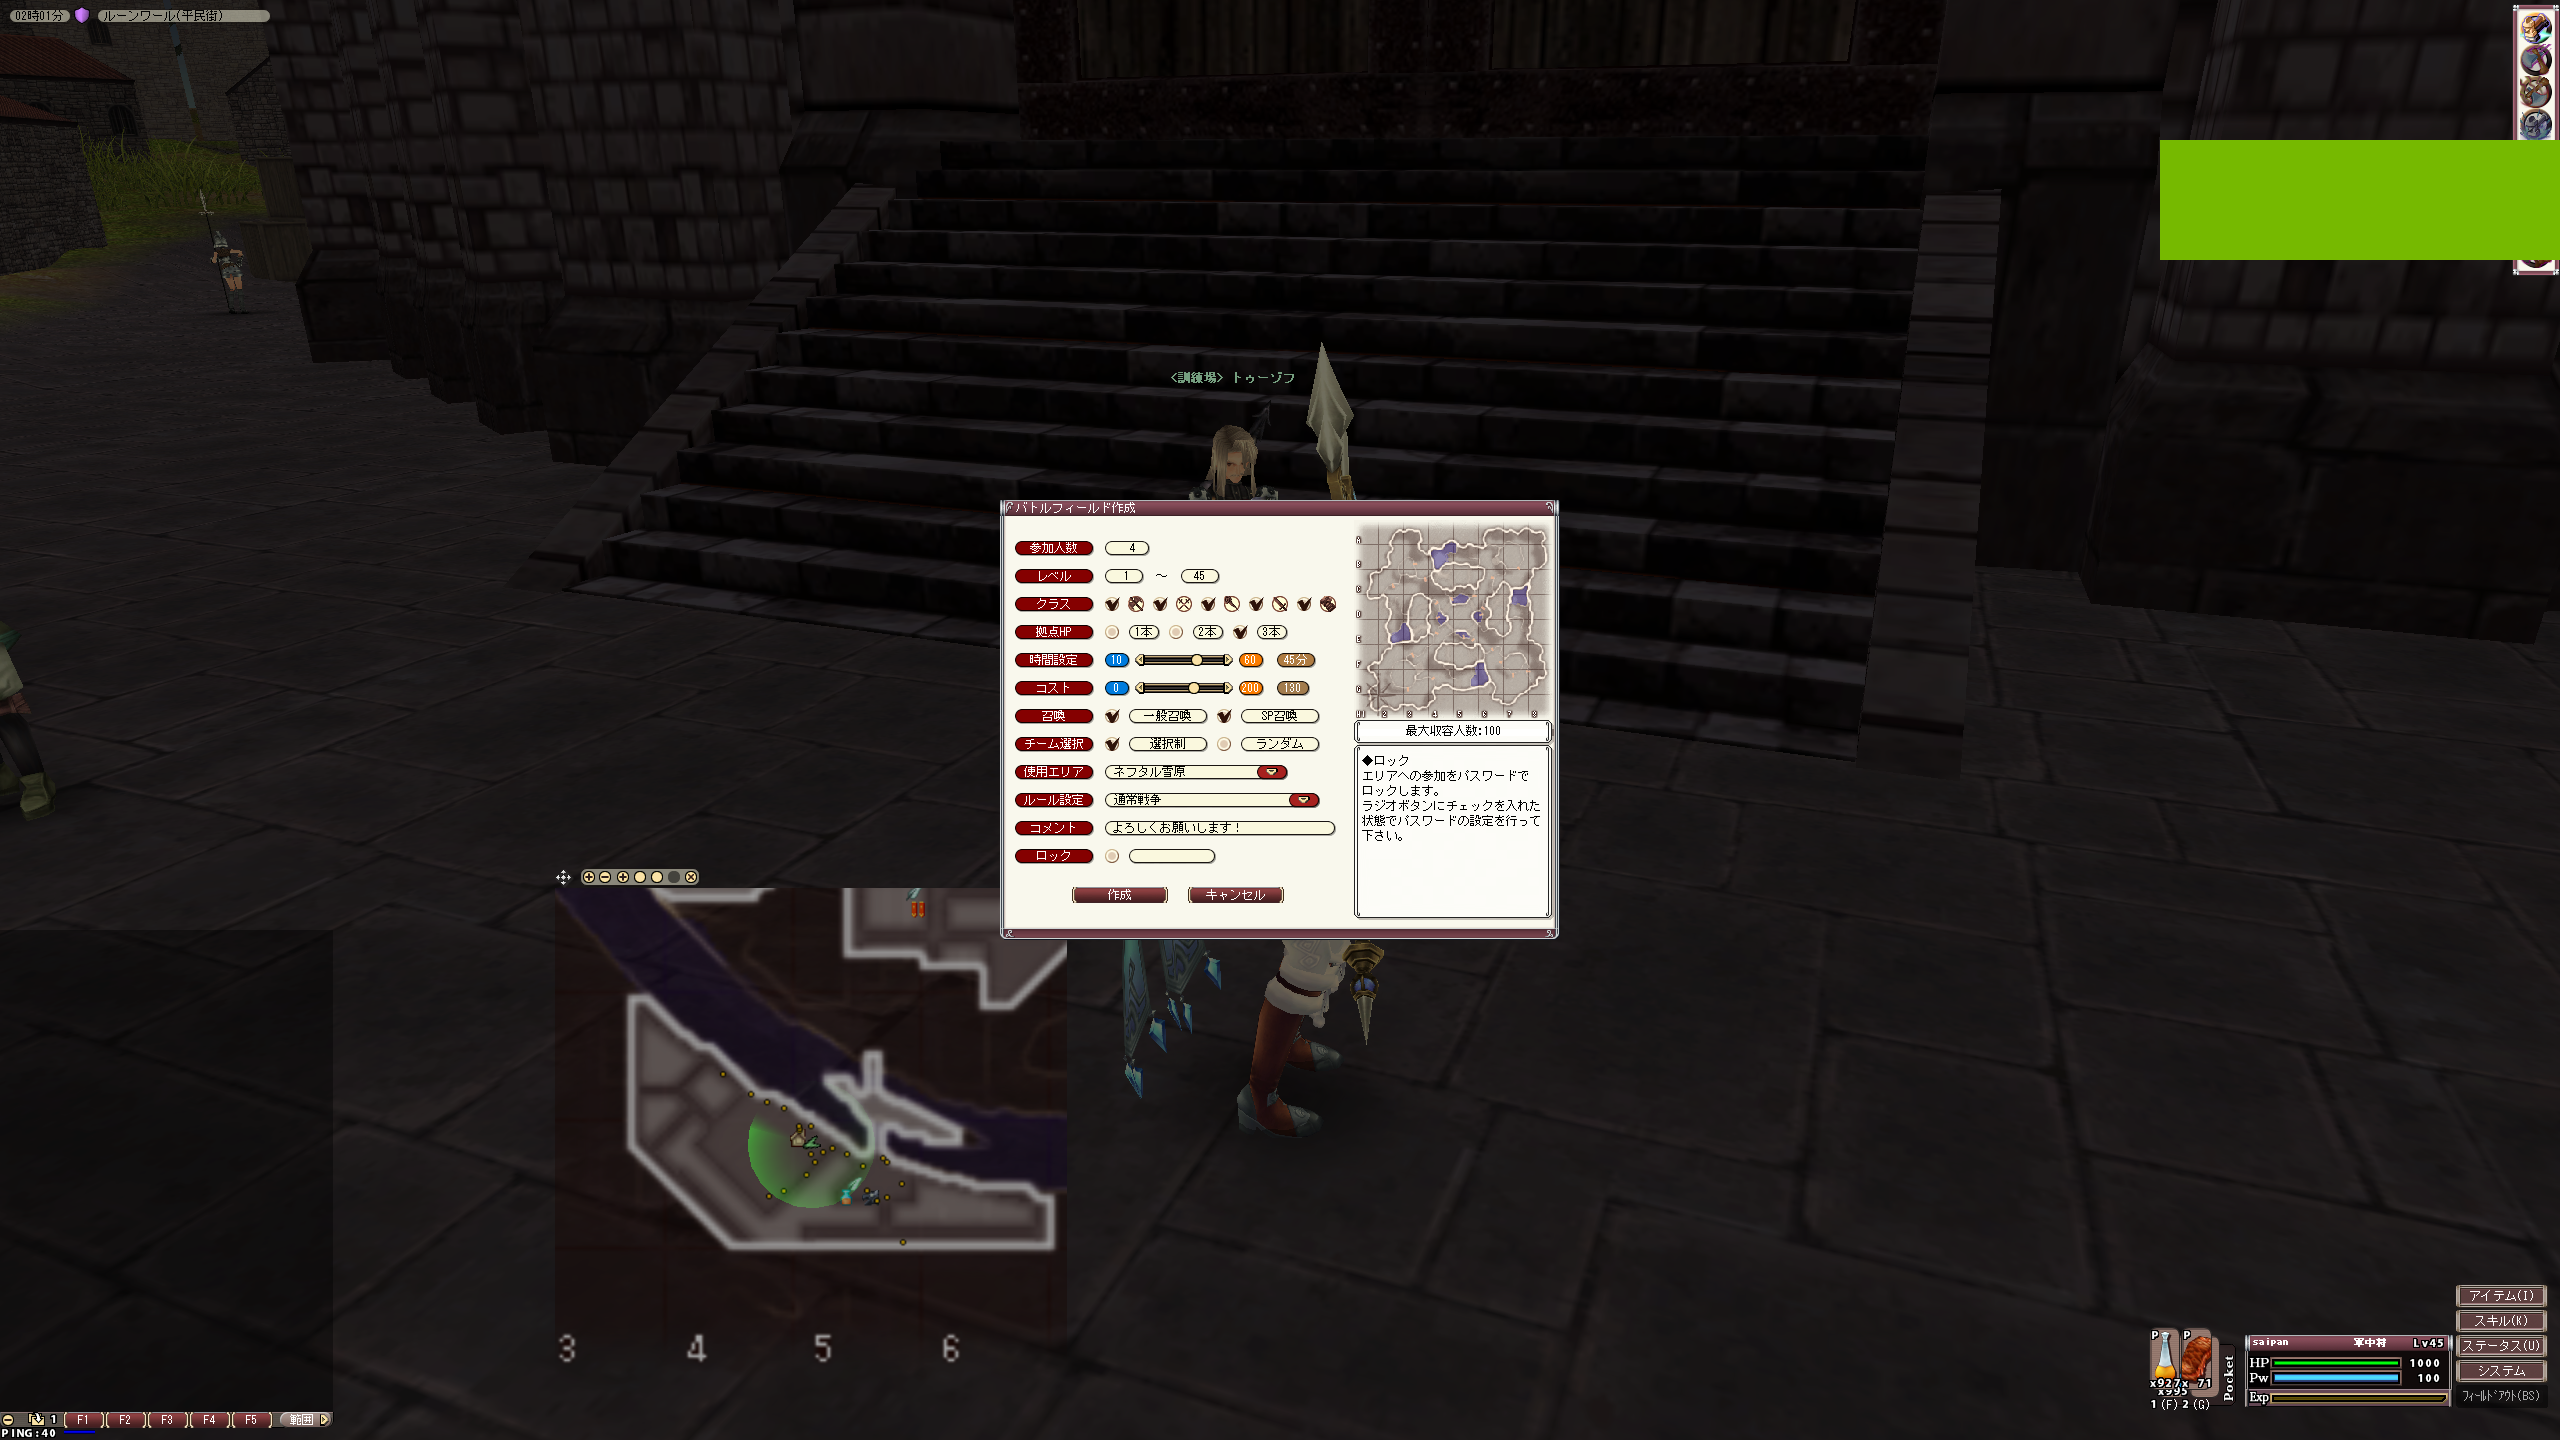 02時01分 ルーンワール(平民街)
<訓練場> トゥーゾフ
バトルフィールド作成
参加人数 4
レベル 1 ～ 45
クラス
拠点HP 1本 2本 3本
時間設定 10 60 45分
コスト 0 200 130
召喚 一般召喚 SP召喚
チーム選択 選択制 ランダム
使用エリア ネフタル雪原
ルール設定 通常戦争
コメント よろしくお願いします！
ロック
作成 キャンセル
A
B
C
D
E
F
G
H1 2 3 4 5 6 7 8
最大収容人数:100
◆ロック
エリアへの参加をパスワードで
ロックします。
ラジオボタンにチェックを入れた
状態でパスワードの設定を行って
下さい。
3 4 5 6
アイテム(I)
スキル(K)
ステータス(U)
システム
フィールドアウト(BS)
P P
x927 x 71
x995
1 (F) 2 (G)
Pocket
saipan 軍中村 Lv45
HP 1000
Pw 100
Exp
1 F1 F2 F3 F4 F5 範囲
PING:40